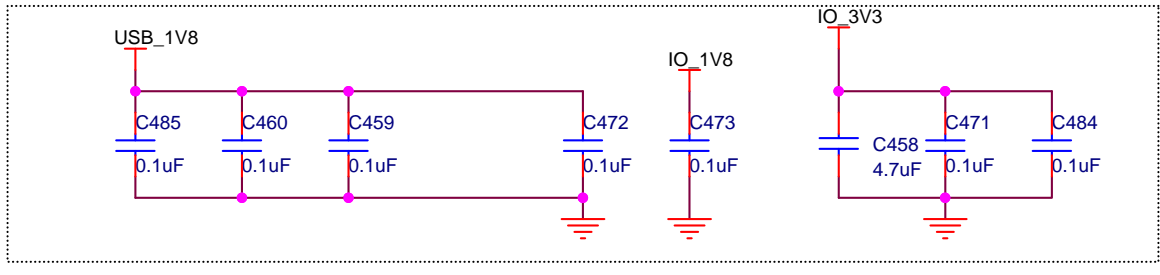 IO_3V3
USB_1V8
IO_1V8
C485
C460
C459
C472
C473
C471
C484
C458
0.1uF
0.1uF
0.1uF
0.1uF
0.1uF
4.7uF
0.1uF
0.1uF